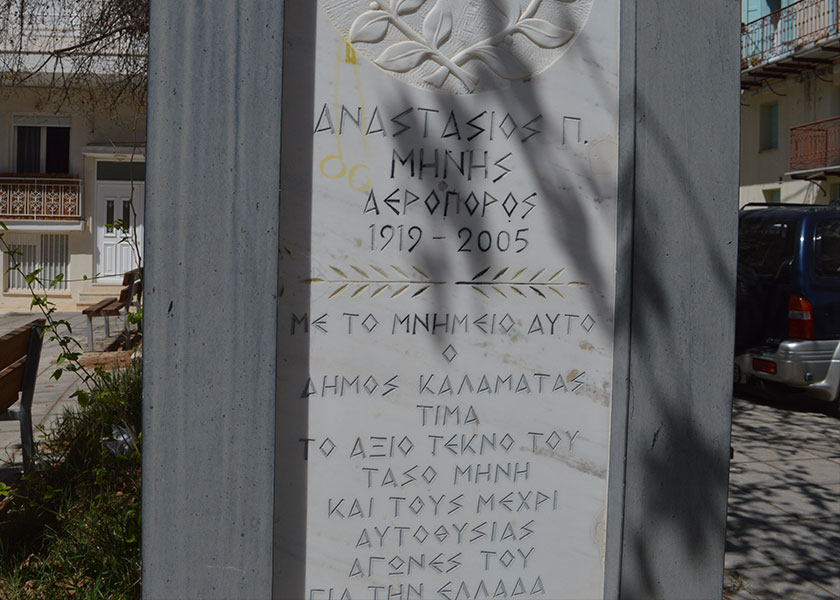 ΑΝΑΣΤΑΣΙΟΣ Π.
ΜΗΝΗΣ
ΑΕΡΟΠΟΡΟΣ
1919 - 2005
ΜΕ ΤΟ ΜΝΗΜΕΙΟ ΑΥΤΟ
Ο
ΔΗΜΟΣ ΚΑΛΑΜΑΤΑΣ
ΤΙΜΑ
ΤΟ ΑΞΙΟ ΤΕΚΝΟ ΤΟΥ
ΤΑΣΟ ΜΗΝΗ
ΚΑΙ ΤΟΥΣ ΜΕΧΡΙ
ΑΥΤΟΘΥΣΙΑΣ
ΑΓΩΝΕΣ ΤΟΥ
ΓΙΑ ΤΗΝ ΕΛΛΑΔΑ